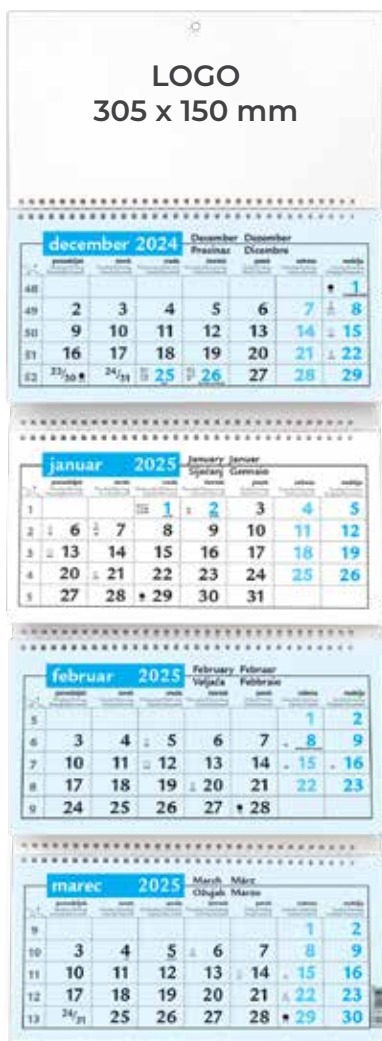 LOGO
305 x 150 mm
december 2024 December Dezember
Prosinac Dicembre
48 1
49 2 3 4 5 6 7 8
50 9 10 11 12 13 14 15
51 16 17 18 19 20 21 22
52 23/30 24/31 25 26 27 28 29
januar 2025 January Januar
Siječanj Gennaio
1 1 2 3 4 5
2 6 7 8 9 10 11 12
3 13 14 15 16 17 18 19
4 20 21 22 23 24 25 26
5 27 28 29 30 31
februar 2025 February Februar
Veljača Febbraio
5 1 2
6 3 4 5 6 7 8 9
7 10 11 12 13 14 15 16
8 17 18 19 20 21 22 23
9 24 25 26 27 28
marec 2025 March März
Ožujak Marzo
9 1 2
10 3 4 5 6 7 8 9
11 10 11 12 13 14 15 16
12 17 18 19 20 21 22 23
13 24/31 25 26 27 28 29 30